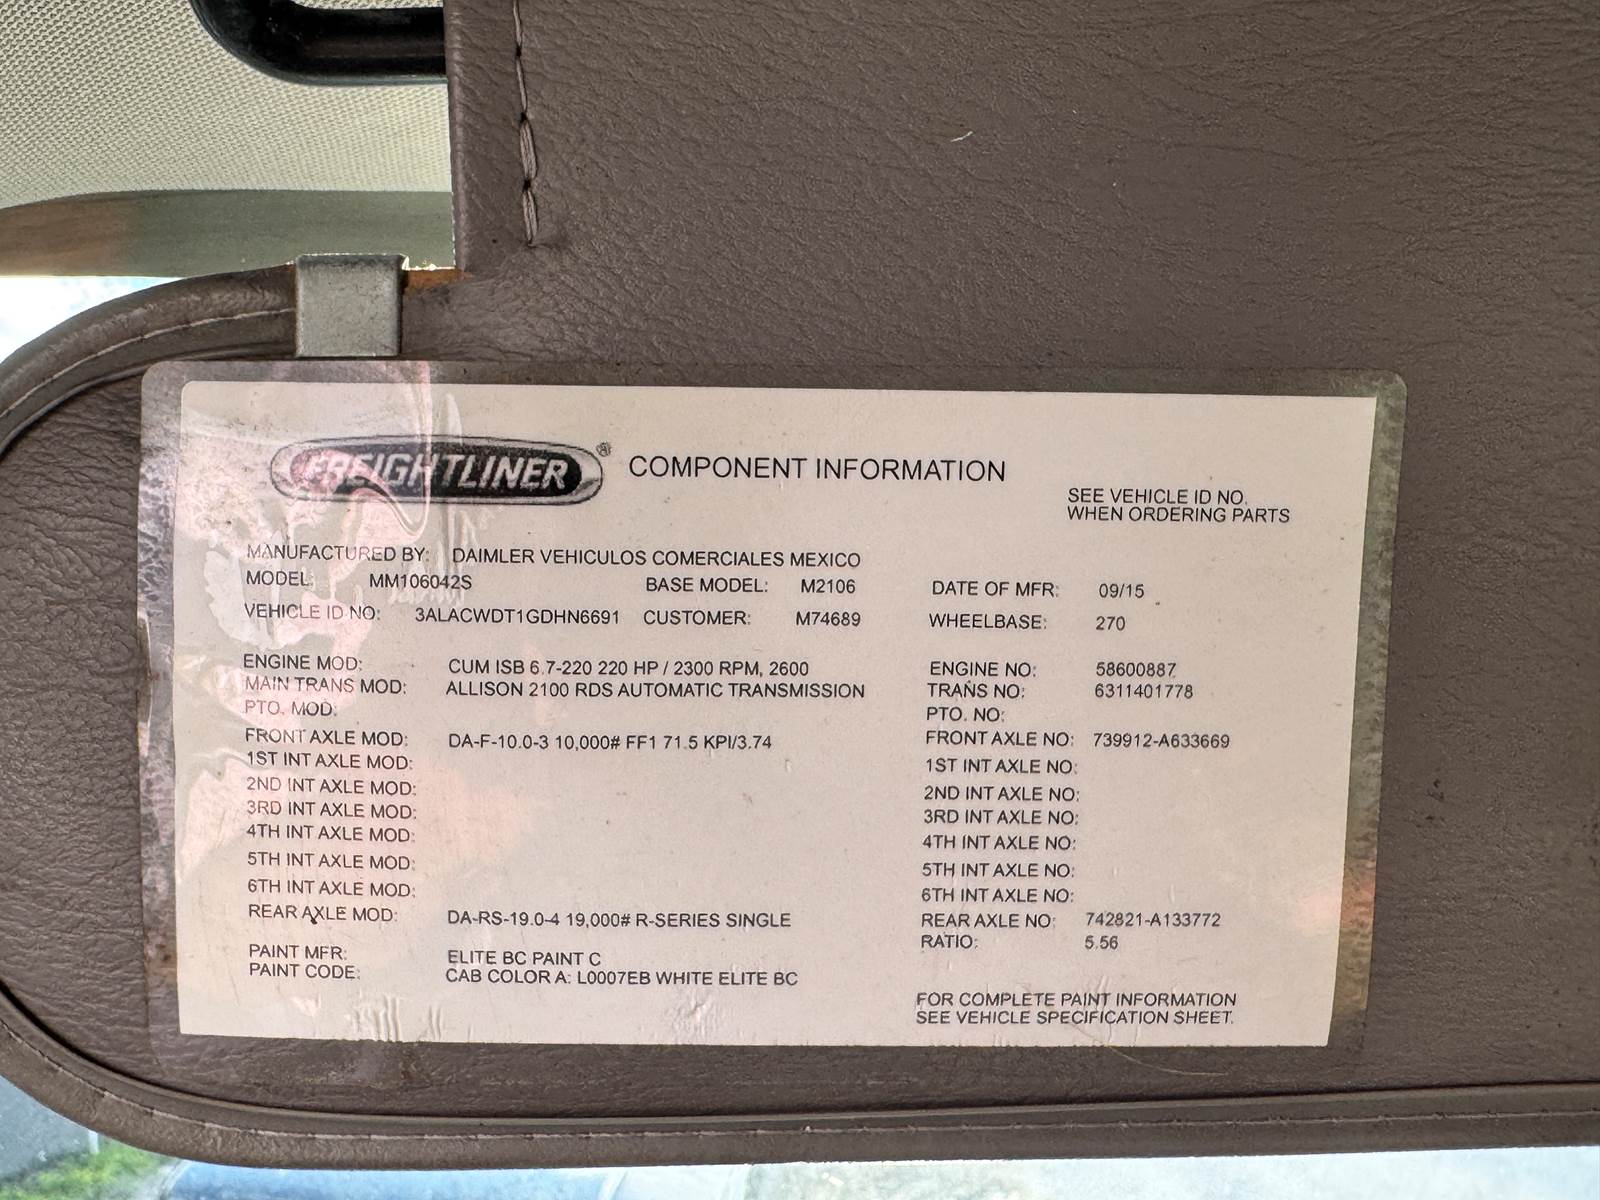 FREIGHTLINER ® COMPONENT INFORMATION
SEE VEHICLE ID NO.
WHEN ORDERING PARTS
MANUFACTURED BY: DAIMLER VEHICULOS COMERCIALES MEXICO
MODEL: MM106042S BASE MODEL: M2106 DATE OF MFR: 09/15
VEHICLE ID NO: 3ALACWDT1GDHN6691 CUSTOMER: M74689 WHEELBASE: 270
ENGINE MOD: CUM ISB 6.7-220 220 HP / 2300 RPM, 2600 ENGINE NO: 58600887
MAIN TRANS MOD: ALLISON 2100 RDS AUTOMATIC TRANSMISSION TRANS NO: 6311401778
PTO. MOD: PTO. NO:
FRONT AXLE MOD: DA-F-10.0-3 10,000# FF1 71.5 KPI/3.74 FRONT AXLE NO: 739912-A633669
1ST INT AXLE MOD: 1ST INT AXLE NO:
2ND INT AXLE MOD: 2ND INT AXLE NO:
3RD INT AXLE MOD: 3RD INT AXLE NO:
4TH INT AXLE MOD: 4TH INT AXLE NO:
5TH INT AXLE MOD: 5TH INT AXLE NO:
6TH INT AXLE MOD: 6TH INT AXLE NO:
REAR AXLE MOD: DA-RS-19.0-4 19,000# R-SERIES SINGLE REAR AXLE NO: 742821-A133772
RATIO: 5.56
PAINT MFR: ELITE BC PAINT C
PAINT CODE: CAB COLOR A: L0007EB WHITE ELITE BC
FOR COMPLETE PAINT INFORMATION
SEE VEHICLE SPECIFICATION SHEET.